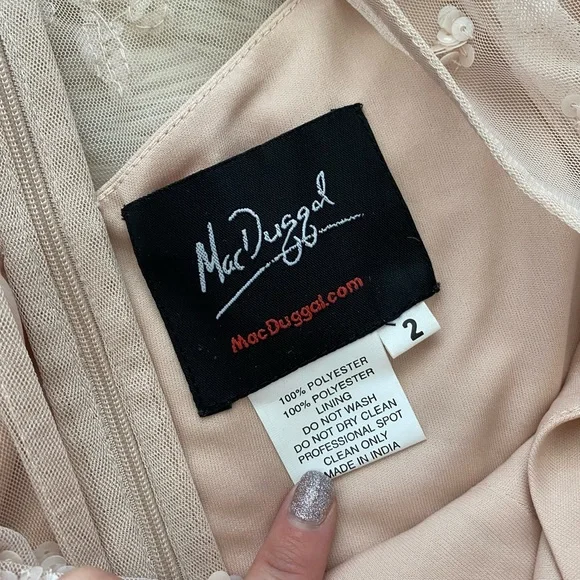 MacDuggal
MacDuggal.com
2
100% POLYESTER
100% POLYESTER
LINING
DO NOT WASH
DO NOT DRY CLEAN
PROFESSIONAL SPOT
CLEAN ONLY
MADE IN INDIA